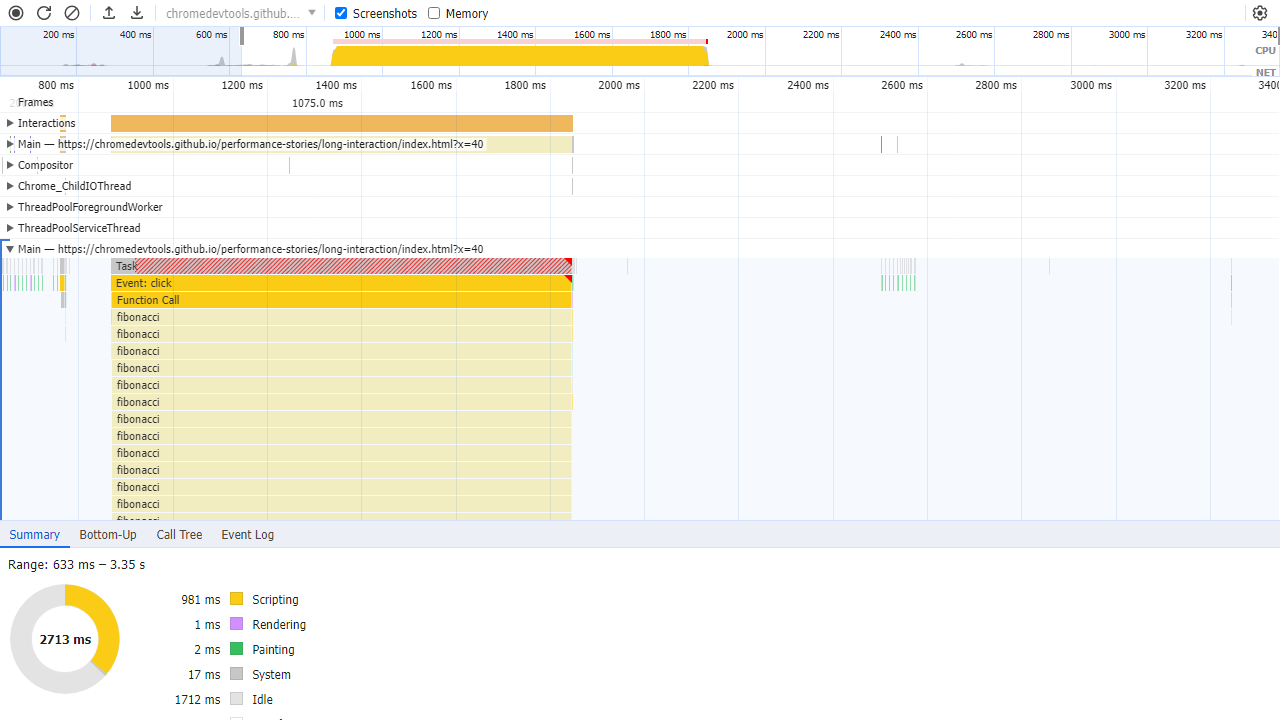 chromedevtools.github.... Screenshots Memory
200 ms 400 ms 600 ms 800 ms 1000 ms 1200 ms 1400 ms 1600 ms 1800 ms 2000 ms 2200 ms 2400 ms 2600 ms 2800 ms 3000 ms 3200 ms 340
CPU
NET
800 ms 1000 ms 1200 ms 1400 ms 1600 ms 1800 ms 2000 ms 2200 ms 2400 ms 2600 ms 2800 ms 3000 ms 3200 ms 3400
Frames 1075.0 ms
Interactions
Main — https://chromedevtools.github.io/performance-stories/long-interaction/index.html?x=40
Compositor
Chrome_ChildIOThread
ThreadPoolForegroundWorker
ThreadPoolServiceThread
Main — https://chromedevtools.github.io/performance-stories/long-interaction/index.html?x=40
Task
Event: click
Function Call
fibonacci
fibonacci
fibonacci
fibonacci
fibonacci
fibonacci
fibonacci
fibonacci
fibonacci
fibonacci
fibonacci
fibonacci
fibonacci
Summary Bottom-Up Call Tree Event Log
Range: 633 ms – 3.35 s
2713 ms
981 ms Scripting
1 ms Rendering
2 ms Painting
17 ms System
1712 ms Idle